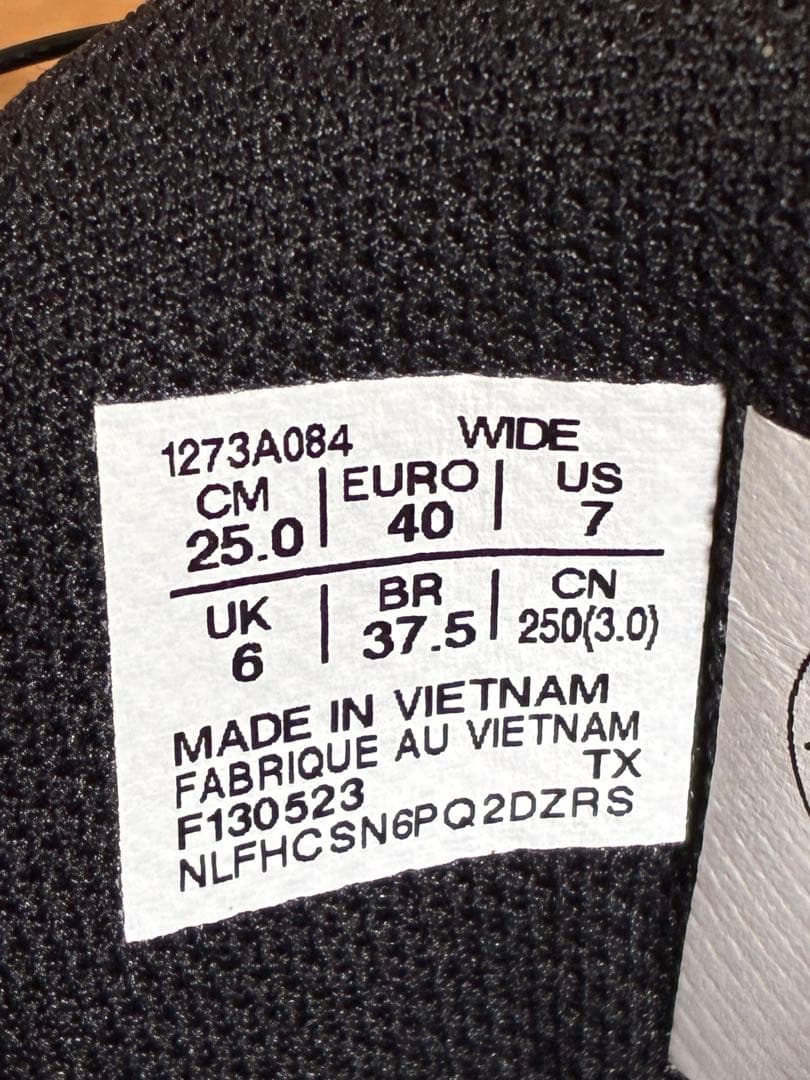 1273A084 WIDE
CM | EURO | US
25.0 | 40 | 7
UK | BR | CN
6 | 37.5 | 250(3.0)
MADE IN VIETNAM
FABRIQUE AU VIETNAM
F130523 TX
NLFHCSN6PQ2DZRS